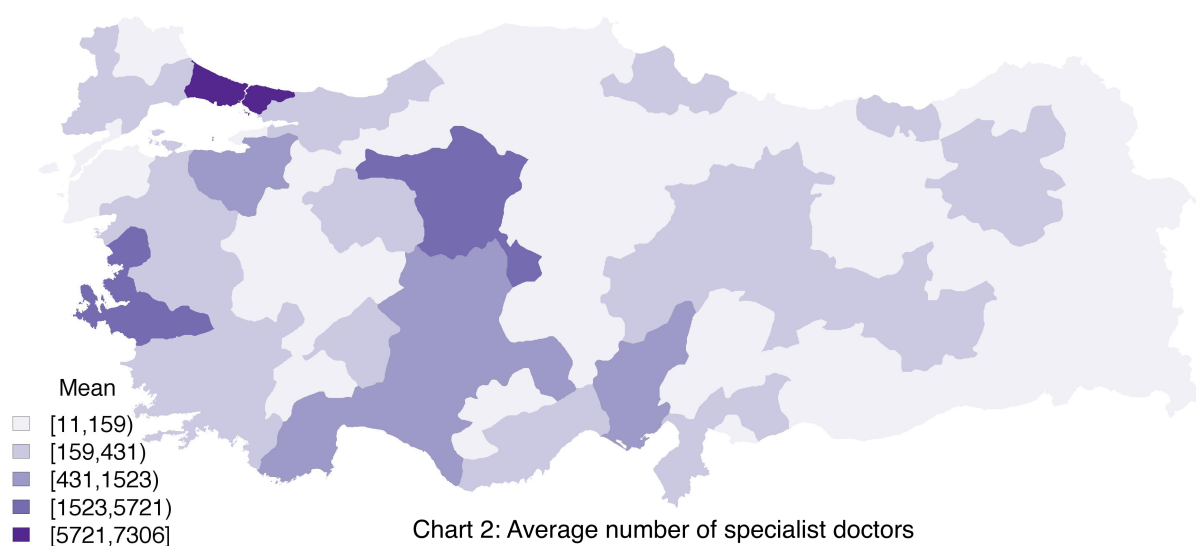 Mean
[11,159)
[159,431)
[431,1523)
[1523,5721)
[5721,7306]
Chart 2: Average number of specialist doctors